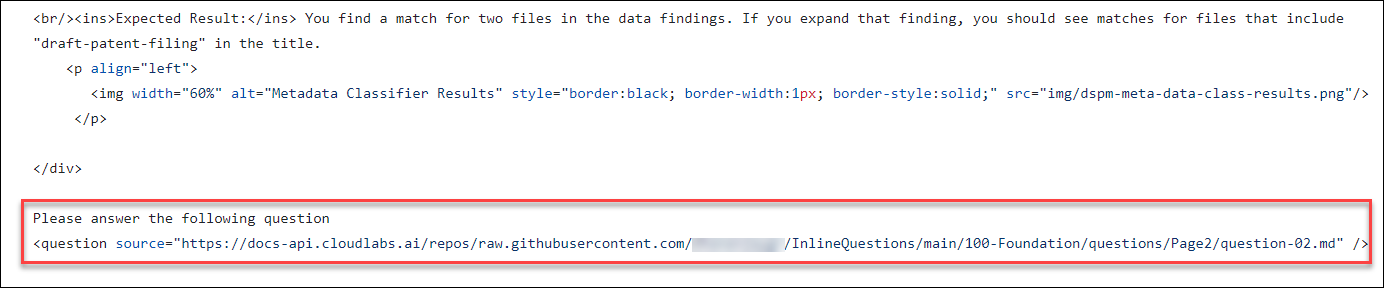 <br/><ins>Expected Result:</ins> You find a match for two files in the data findings. If you expand that finding, you should see matches for files that include
"draft-patent-filing" in the title.
<p align="left">
<img width="60%" alt="Metadata Classifier Results" style="border:black; border-width:1px; border-style:solid;" src="img/dspm-meta-data-class-results.png"/>
</p>
</div>
Please answer the following question
<question source="https://docs-api.cloudlabs.ai/repos/raw.githubusercontent.com/ /InlineQuestions/main/100-Foundation/questions/Page2/question-02.md" />